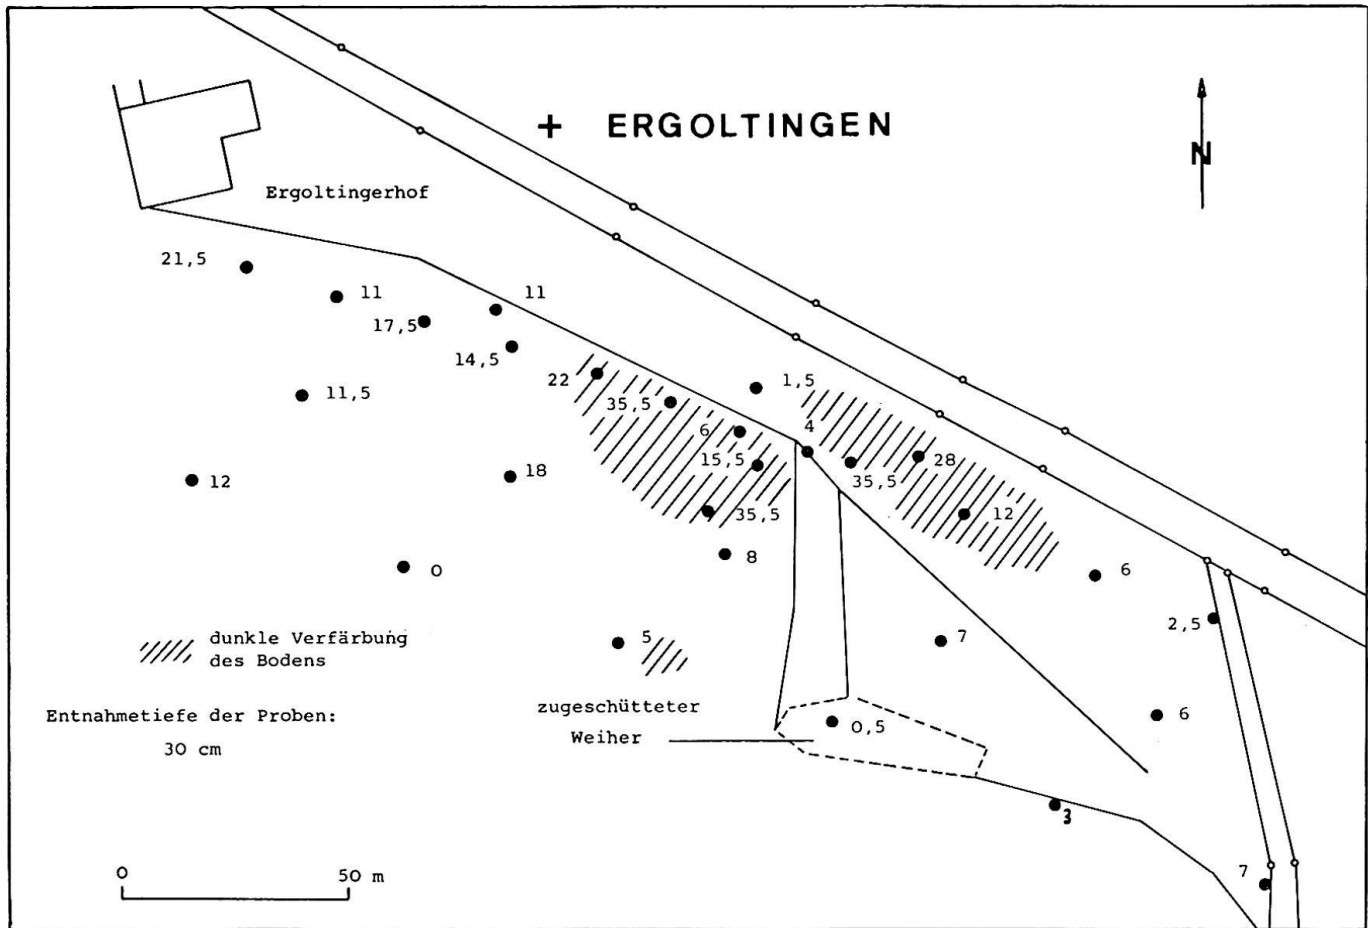 + ERGOLTINGEN
N
Ergoltingerhof
21,5
11
11
17,5
14,5
22
11,5
35,5
1,5
6
4
15,5
28
35,5
12
18
12
35,5
8
0
6
2,5
dunkle Verfärbung
des Bodens
5
7
Entnahmetiefe der Proben:
30 cm
zugeschütteter
Weiher
0,5
6
3
0
50 m
7